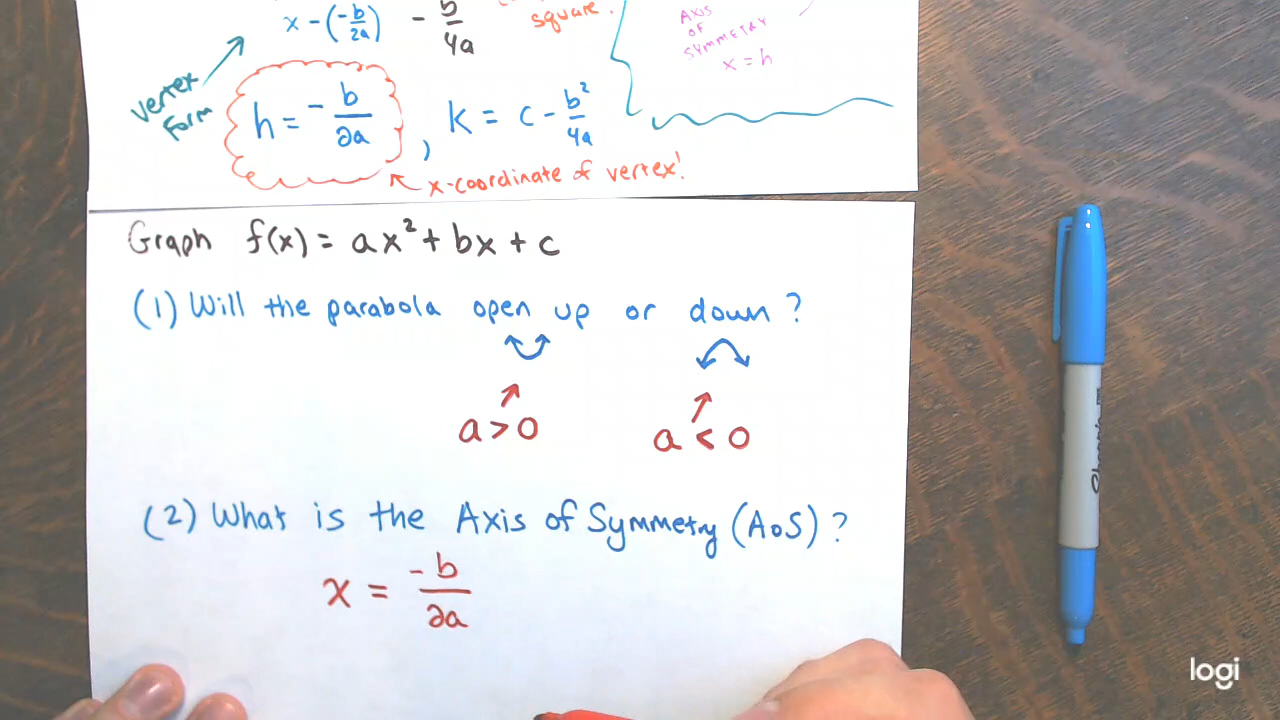 x - (-b/2a) - b/4a
square.
AXIS
OF
SYMMETRY
x = h
Vertex
Form
h = - b/2a , k = c - b²/4a
x-coordinate of vertex!
Graph f(x) = ax² + bx + c
(1) Will the parabola open up or down?
a > 0 a < 0
(2) What is the Axis of Symmetry (AoS)?
x = -b/2a
Sharpie
logi